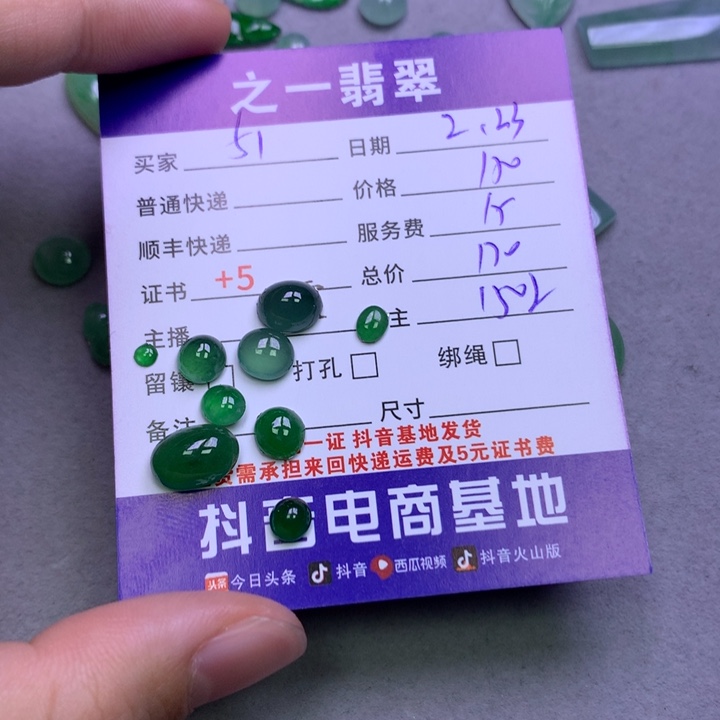 之一翡翠
买家 51 日期 2.23
普通快递 价格
顺丰快递 服务费 15
证书 +5 总价 170
主播 主 1501
留镶 打孔 绑绳
备注 尺寸
一证 抖音基地发货
需承担来回快递运费及5元证书费
抖音电商基地
头条 今日头条 抖音 西瓜视频 抖音火山版